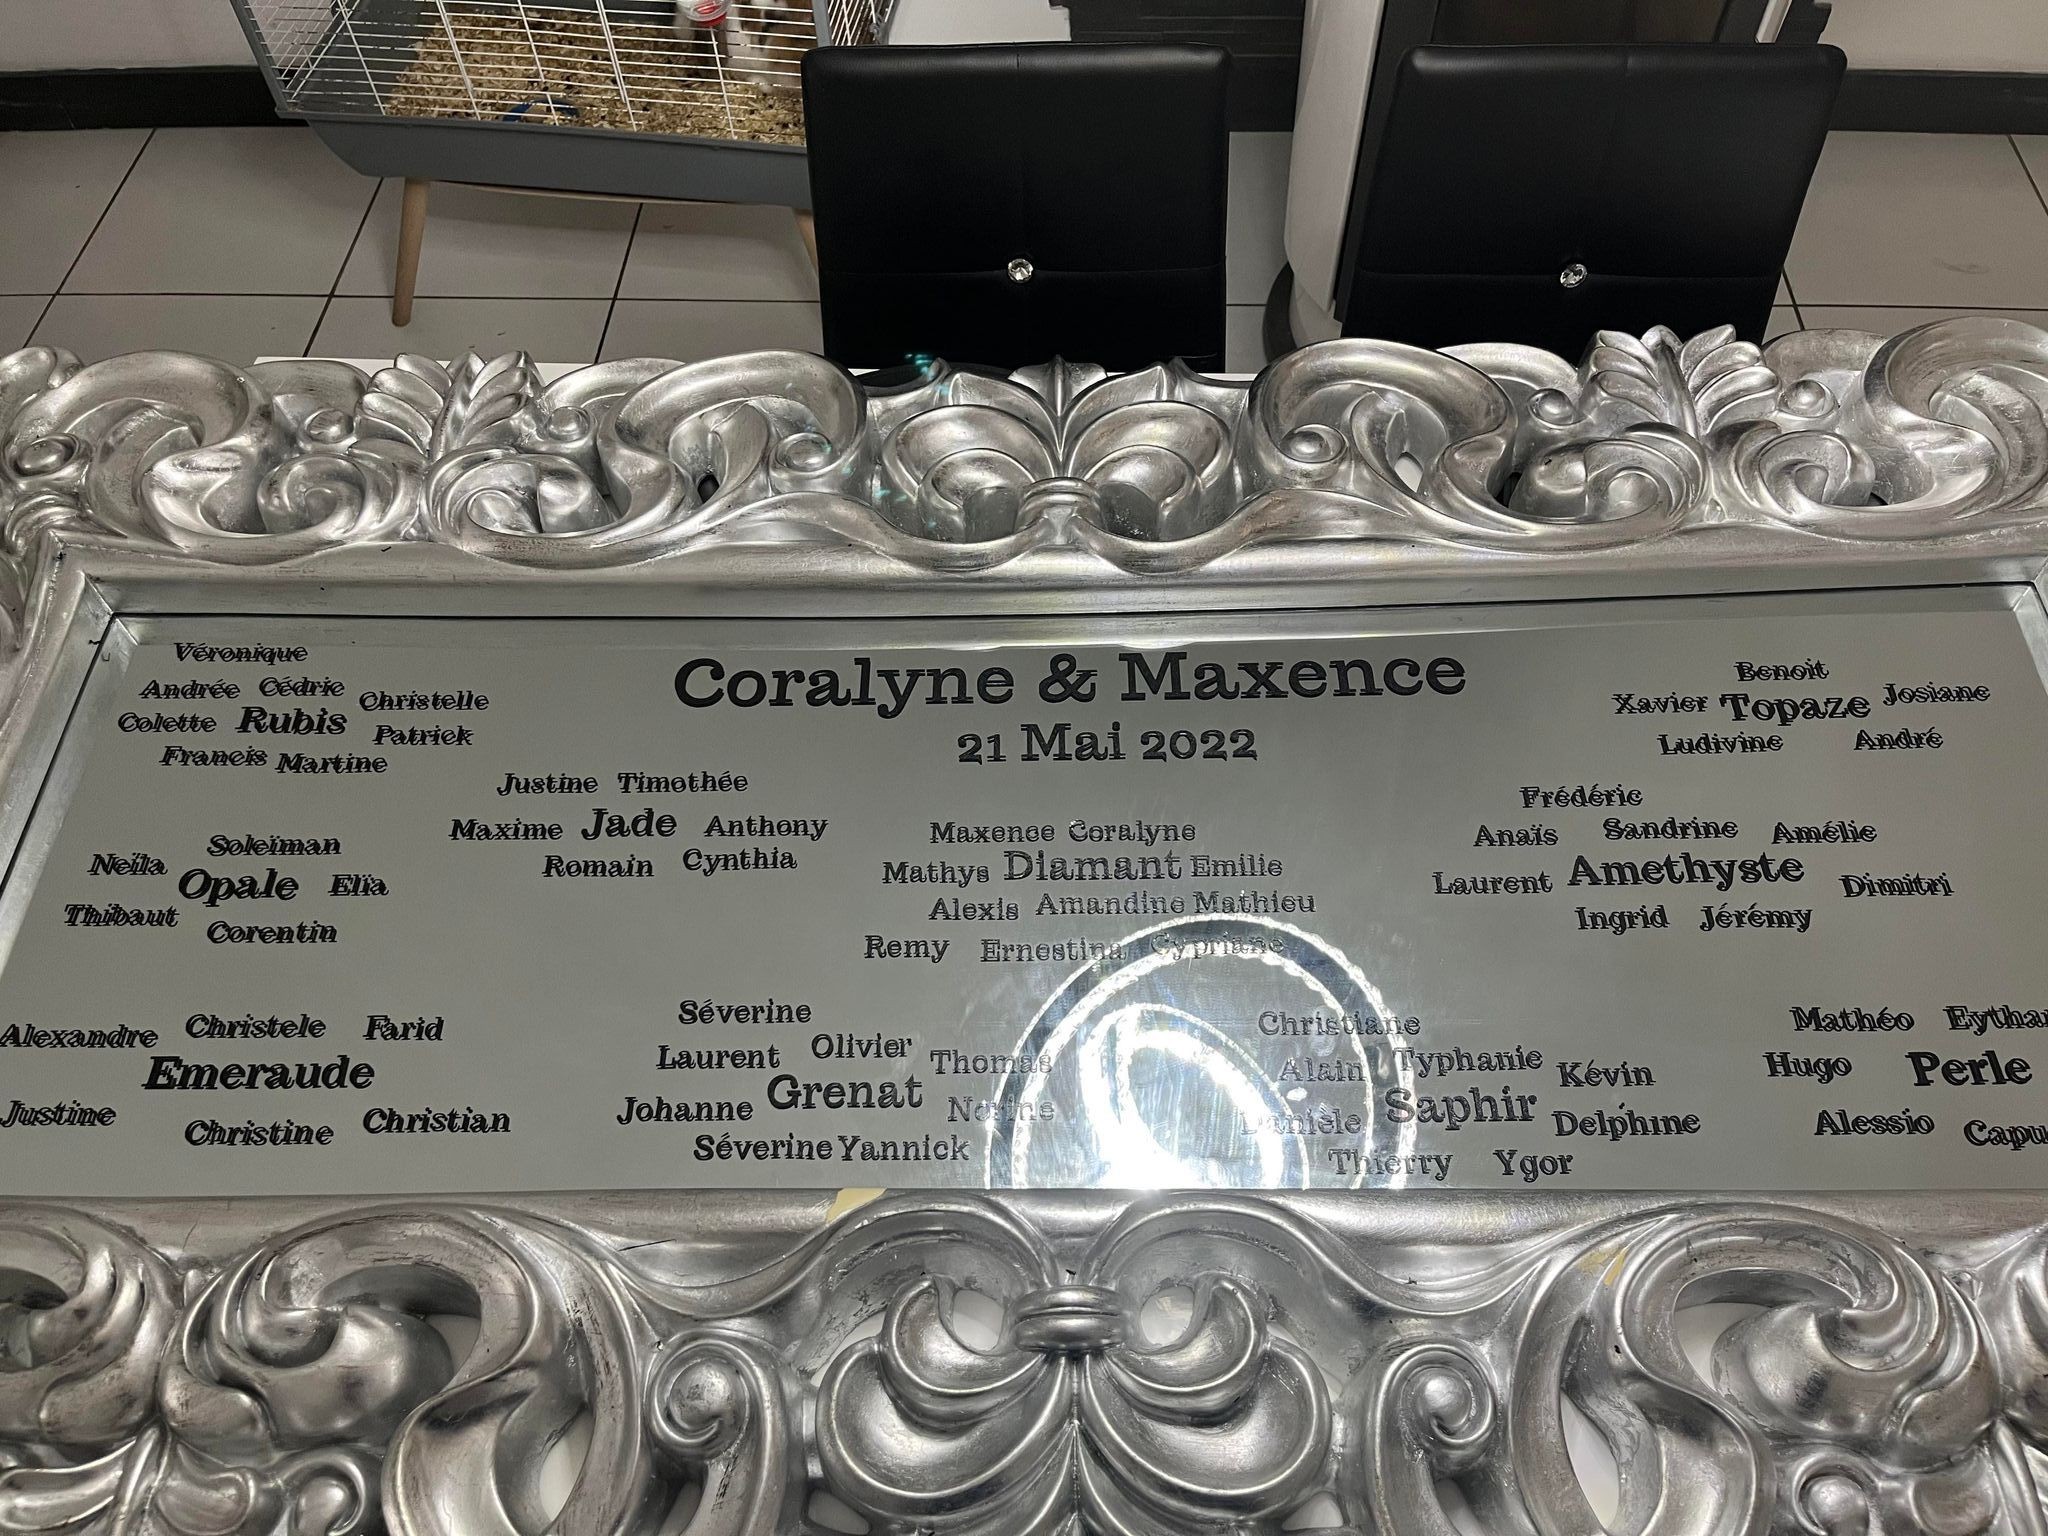 Coralyne & Maxence
21 Mai 2022
Véronique
Andrée Cédric Christelle
Colette Rubis Patrick
Francis Martine
Justine Timothée
Maxime Jade Anthony
Romain Cynthia
Soleïman
Neïla Opale Elïa
Thibaut Corentin
Maxence Coralyne
Mathys Diamant Emilie
Alexis Amandine Mathieu
Remy Ernestina Cypriane
Benoit
Xavier Topaze Josiane
Ludivine André
Frédéric
Anaïs Sandrine Amélie
Laurent Amethyste Dimitri
Ingrid Jérémy
Alexandre Christele Farid
Emeraude
Justine Christine Christian
Séverine
Laurent Olivier Thomas
Johanne Grenat
Séverine Yannick
Christiane
Alain Typhanie Kévin
Danièle Saphir Delphine
Thierry Ygor
Mathéo
Hugo Perle
Alessio